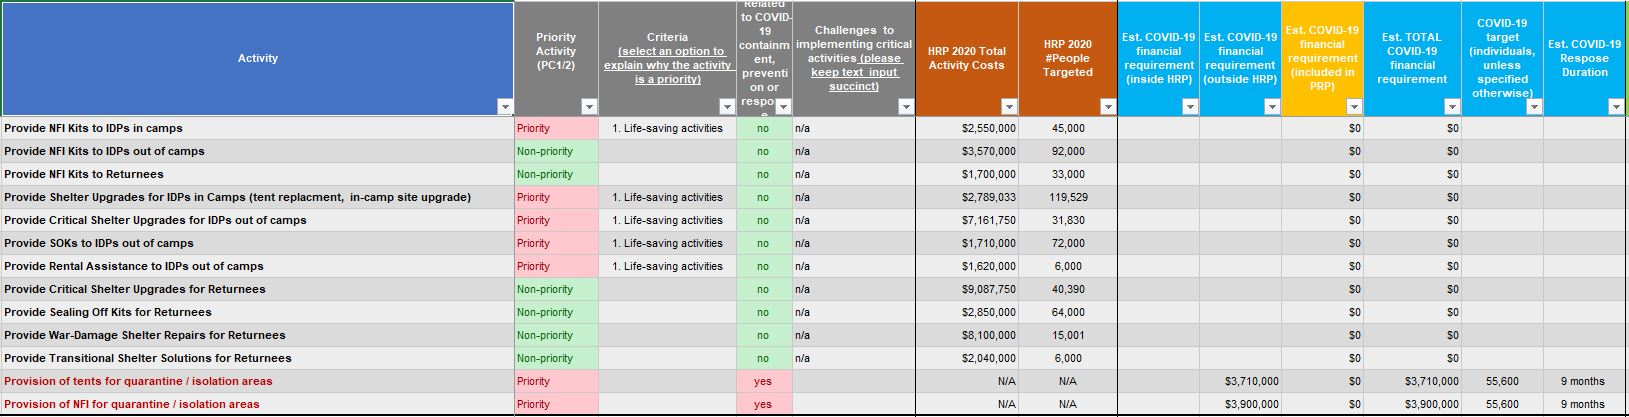 Activity
Priority
Activity
(PC1/2)
Criteria
(select an option to
explain why the activity
is a priority)
Related
to COVID-
19
containm
ent,
preventi
on or
respo
Challenges to
implementing critical
activities (please
keep text input
succinct)
HRP 2020 Total
Activity Costs
HRP 2020
#People
Targeted
Est. COVID-19
financial
requirement
(inside HRP)
Est. COVID-19
financial
requirement
(outside HRP)
Est. COVID-19
financial
requirement
(included in
PRP)
Est. TOTAL
COVID-19
financial
requirement
COVID-19
target
(individuals,
unless
specified
otherwise)
Est. COVID-19
Respose
Duration
Provide NFI Kits to IDPs in camps Priority 1. Life-saving activities no n/a $2,550,000 45,000 $0 $0
Provide NFI Kits to IDPs out of camps Non-priority no n/a $3,570,000 92,000 $0 $0
Provide NFI Kits to Returnees Non-priority no n/a $1,700,000 33,000 $0 $0
Provide Shelter Upgrades for IDPs in Camps (tent replacment, in-camp site upgrade) Priority 1. Life-saving activities no n/a $2,789,033 119,529 $0 $0
Provide Critical Shelter Upgrades for IDPs out of camps Priority 1. Life-saving activities no n/a $7,161,750 31,830 $0 $0
Provide SOKs to IDPs out of camps Priority 1. Life-saving activities no n/a $1,710,000 72,000 $0 $0
Provide Rental Assistance to IDPs out of camps Priority 1. Life-saving activities no n/a $1,620,000 6,000 $0 $0
Provide Critical Shelter Upgrades for Returnees Non-priority no n/a $9,087,750 40,390 $0 $0
Provide Sealing Off Kits for Returnees Non-priority no n/a $2,850,000 64,000 $0 $0
Provide War-Damage Shelter Repairs for Returnees Non-priority no n/a $8,100,000 15,001 $0 $0
Provide Transitional Shelter Solutions for Returnees Non-priority no n/a $2,040,000 6,000 $0 $0
Provision of tents for quarantine / isolation areas Priority yes N/A N/A $3,710,000 $0 $3,710,000 55,600 9 months
Provision of NFI for quarantine / isolation areas Priority yes N/A N/A $3,900,000 $0 $3,900,000 55,600 9 months